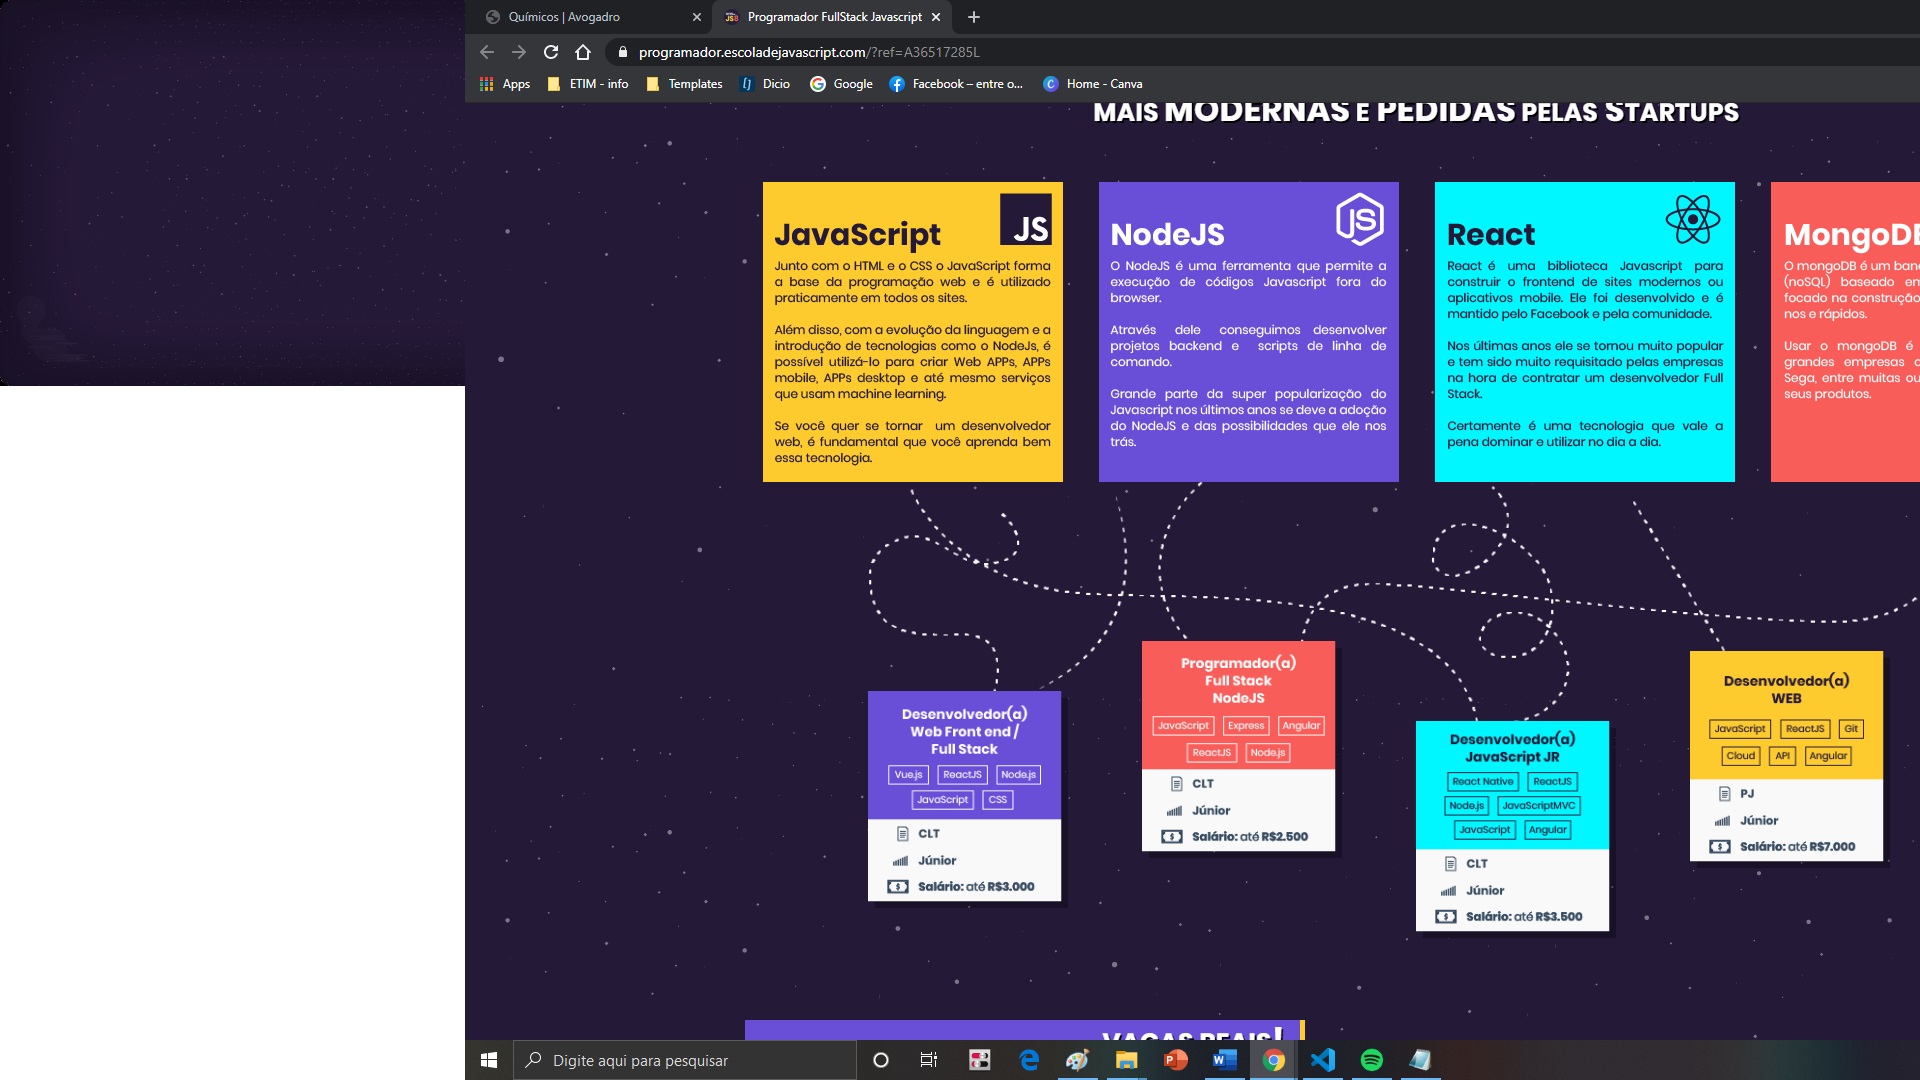 Químicos | Avogadro
Programador FullStack Javascript
programador.escoladejavascript.com/?ref=A36517285L
Apps
ETIM - info
Templates
Dicio
Google
Facebook – entre o...
Home - Canva
MAIS MODERNAS E PEDIDAS PELAS STARTUPS
JS
JavaScript
Junto com o HTML e o CSS o JavaScript forma
a base da programação web e é utilizado
praticamente em todos os sites.
Além disso, com a evolução da linguagem e a
introdução de tecnologias como o NodeJs, é
possível utilizá-lo para criar Web APPs, APPs
mobile, APPs desktop e até mesmo serviços
que usam machine learning.
Se você quer se tornar um desenvolvedor
web, é fundamental que você aprenda bem
essa tecnologia.
JS
NodeJS
O NodeJS é uma ferramenta que permite a
execução de códigos Javascript fora do
browser.
Através dele conseguimos desenvolver
projetos backend e scripts de linha de
comando.
Grande parte da super popularização do
Javascript nos últimos anos se deve a adoção
do NodeJS e das possibilidades que ele nos
trás.
React
React é uma biblioteca Javascript para
construir o frontend de sites modernos ou
aplicativos mobile. Ele foi desenvolvido e é
mantido pelo Facebook e pela comunidade.
Nos últimas anos ele se tornou muito popular
e tem sido muito requisitado pelas empresas
na hora de contratar um desenvolvedor Full
Stack.
Certamente é uma tecnologia que vale a
pena dominar e utilizar no dia a dia.
MongoDB
O mongoDB é um ban
(noSQL) baseado em
focado na construção
nos e rápidos.
Usar o mongoDB é
grandes empresas c
Sega, entre muitas ou
seus produtos.
Desenvolvedor(a)
Web Front end /
Full Stack
Vue.js ReactJS Node.js
JavaScript CSS
CLT
Júnior
Salário: até R$3.000
Programador(a)
Full Stack
NodeJS
JavaScript Express Angular
ReactJS Node.js
CLT
Júnior
Salário: até R$2.500
Desenvolvedor(a)
JavaScript JR
React Native ReactJS
Node.js JavaScriptMVC
JavaScript Angular
CLT
Júnior
Salário: até R$3.500
Desenvolvedor(a)
WEB
JavaScript ReactJS Git
Cloud API Angular
PJ
Júnior
Salário: até R$7.000
VAGAS REAIS!
Digite aqui para pesquisar